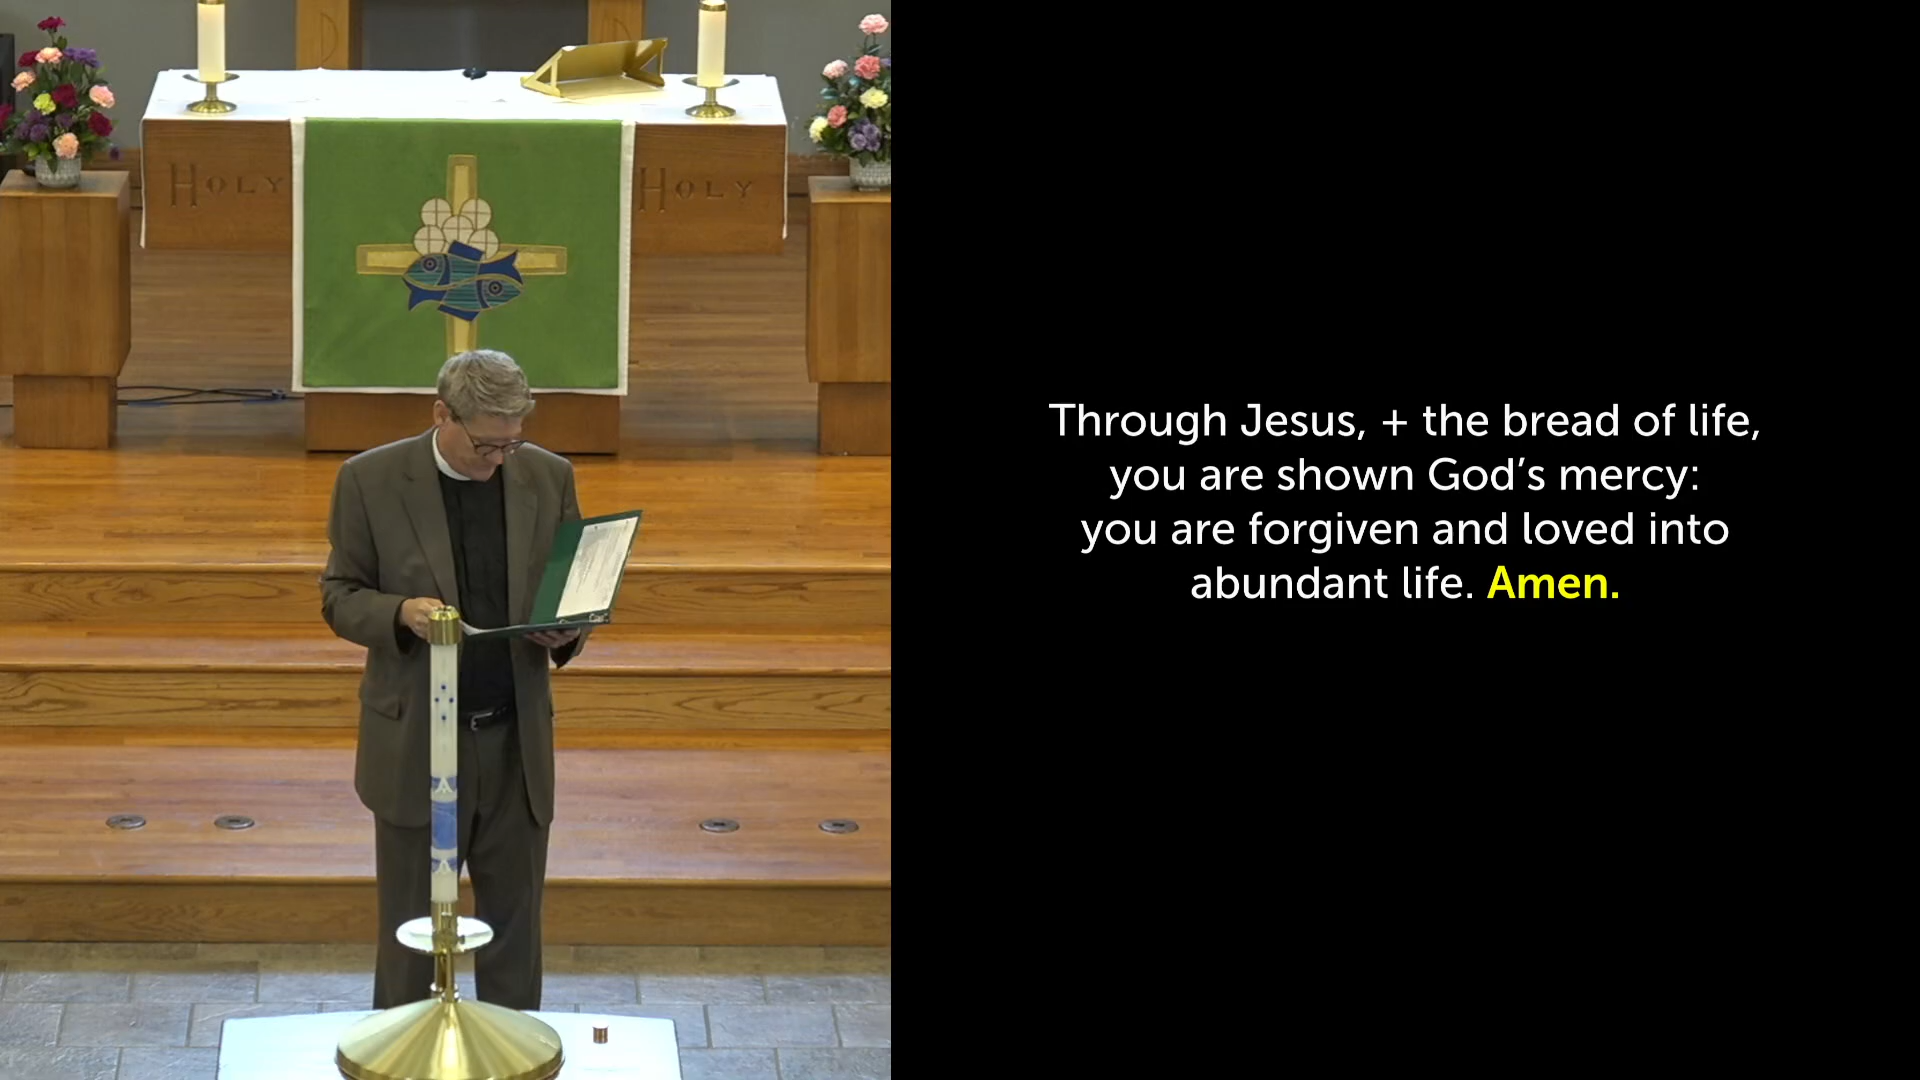 HOLY
HOLY
Through Jesus, + the bread of life,
you are shown God’s mercy:
you are forgiven and loved into
abundant life. Amen.